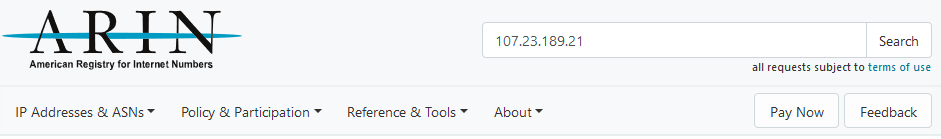 ARIN
American Registry for Internet Numbers
107.23.189.21 Search
all requests subject to terms of use
IP Addresses & ASNs Policy & Participation Reference & Tools About Pay Now Feedback